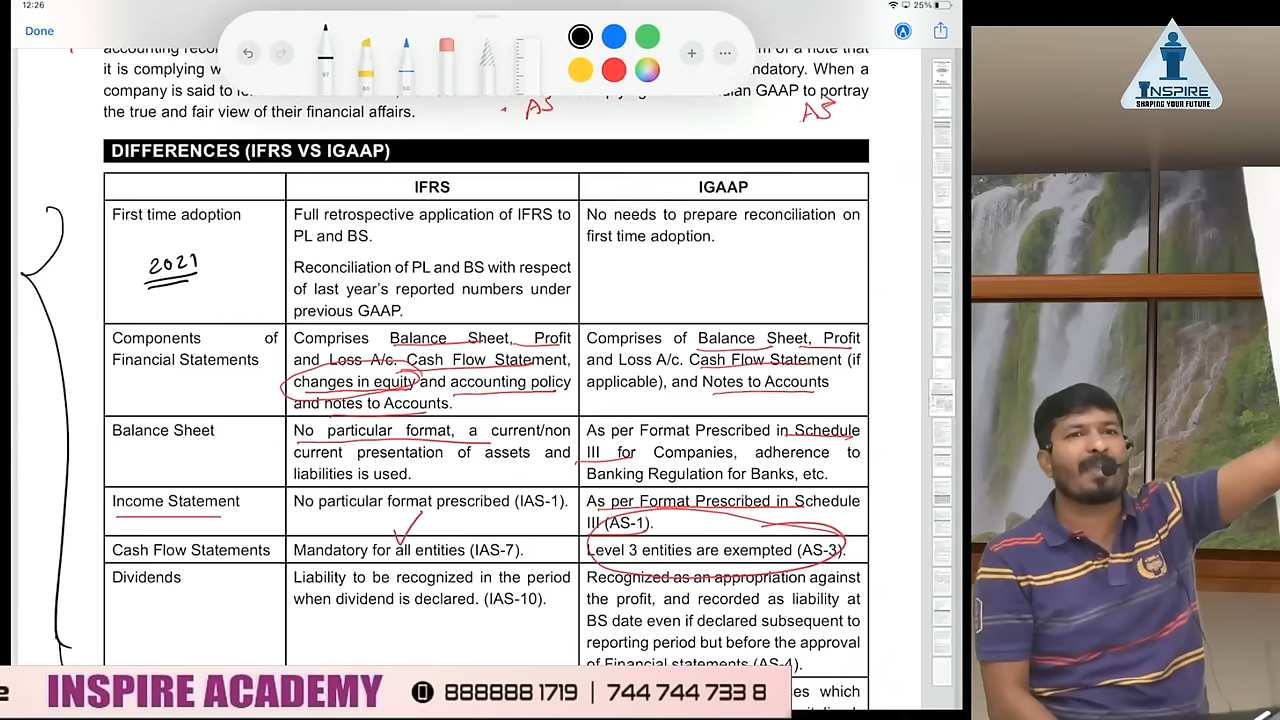 12:26
25%
Done
accounting reco
m of a note that
it is complying w
ndatory. When a
company is said to
dian GAAP to portray
the true and fair view of their financial affairs.
AS
AS
INSPIRE
SHAPING YOUR FUTURE
DIFFERENCES (IFRS VS IGAAP)
IFRS
IGAAP
First time adoption
2021
Full retrospective application of IFRS to
PL and BS.
Reconciliation of PL and BS with respect
of last year's reported numbers under
previous GAAP.
No needs to prepare reconciliation on
first time adoption.
Components of
Financial Statements
Comprises Balance Sheet, Profit
and Loss A/c. Cash Flow Statement,
changes in equity and accounting policy
and notes to Accounts.
Comprises of Balance Sheet, Profit
and Loss A/c. Cash Flow Statement (if
applicable), and Notes to Accounts
Balance Sheet
No particular format, a current/non
current presentation of assets and
liabilities is used.
As per Format Prescribed in Schedule
III for Companies, adherence to
Banking Regulation for Banks, etc.
Income Statement
No particular format prescribed (IAS-1).
As per Format Prescribed in Schedule
III (AS-1).
Cash Flow Statements
Mandatory for all entities (IAS-7).
Level 3 entities are exempted (AS-3).
Dividends
Liability to be recognized in the period
when dividend is declared. (IAS-10).
Recognized as an appropriation against
the profit, and recorded as liability at
BS date even if declared subsequent to
reporting period but before the approval
of Financial statements (AS-4).
es which
INSPIRE ACADEMY
888888 1719 | 744 744 733 8